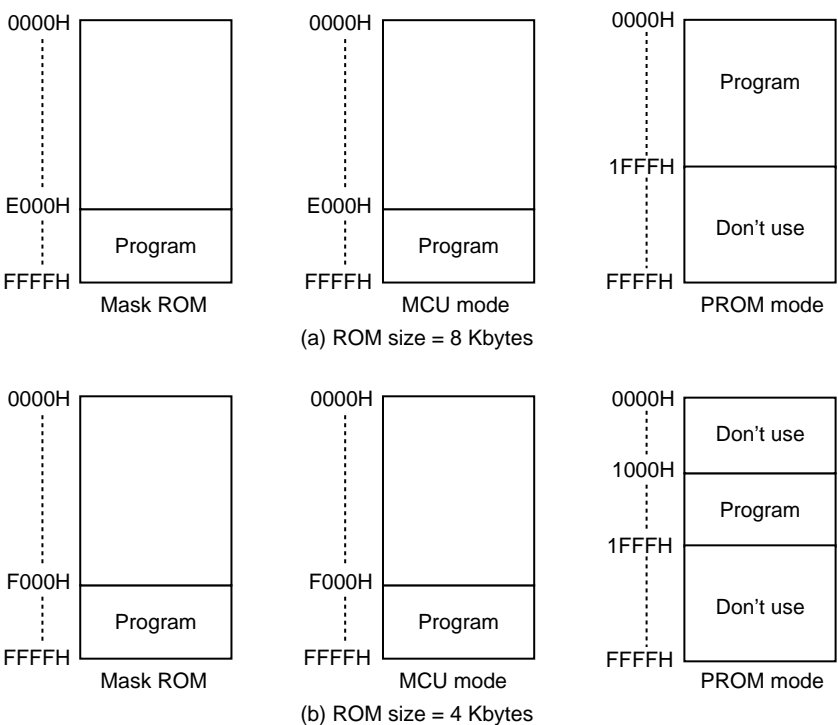 0000H
E000H
Program
FFFFH
Mask ROM
0000H
E000H
Program
FFFFH
MCU mode
0000H
Program
1FFFH
Don't use
FFFFH
PROM mode
(a) ROM size = 8 Kbytes
0000H
F000H
Program
FFFFH
Mask ROM
0000H
F000H
Program
FFFFH
MCU mode
0000H
Don't use
1000H
Program
1FFFH
Don't use
FFFFH
PROM mode
(b) ROM size = 4 Kbytes